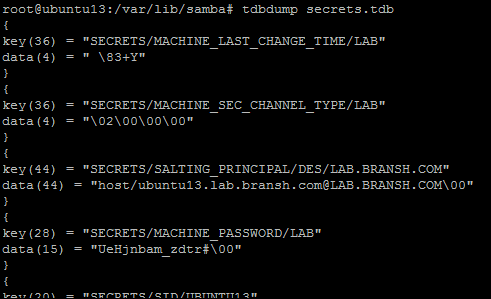 root@ubuntu13:/var/lib/samba# tdbdump secrets.tdb
{
key(36) = "SECRETS/MACHINE_LAST_CHANGE_TIME/LAB"
data(4) = " \83+Y"
}
{
key(36) = "SECRETS/MACHINE_SEC_CHANNEL_TYPE/LAB"
data(4) = "\02\00\00\00"
}
{
key(44) = "SECRETS/SALTING_PRINCIPAL/DES/LAB.BRANSH.COM"
data(44) = "host/ubuntu13.lab.bransh.com@LAB.BRANSH.COM\00"
}
{
key(28) = "SECRETS/MACHINE_PASSWORD/LAB"
data(15) = "UeHjnbam_zdtr#\00"
}
{
key(20) = "SECRETS/SID/UBUNTU13"